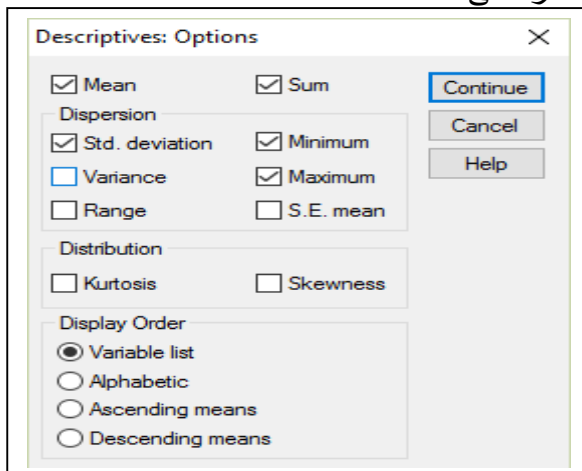 Descriptives: Options
Mean Sum Continue
Dispersion Cancel
Std. deviation Minimum Help
Variance Maximum
Range S.E. mean
Distribution
Kurtosis Skewness
Display Order
Variable list
Alphabetic
Ascending means
Descending means